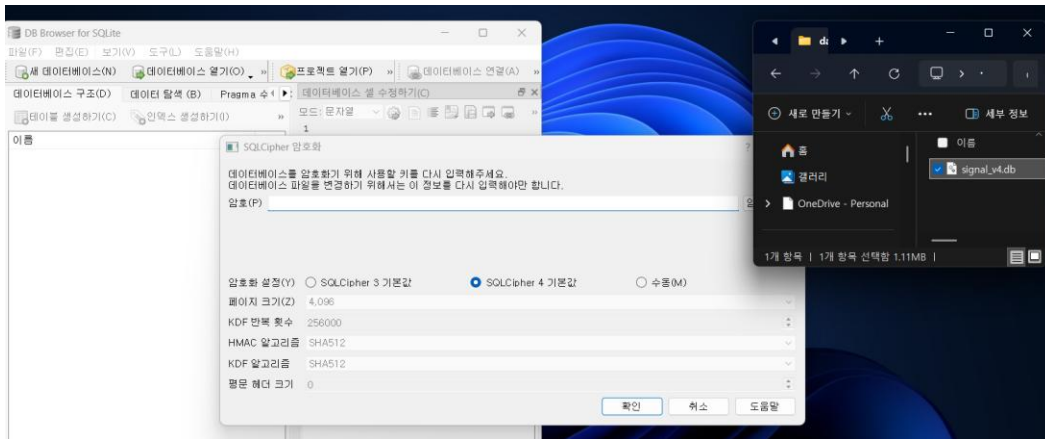 DB Browser for SQLite
파일(F) 편집(E) 보기(V) 도구(L) 도움말(H)
새 데이터베이스(N) 데이터베이스 열기(O) » 프로젝트 열기(P) » 데이터베이스 연결(A) »
데이터베이스 구조(D) 데이터 탐색 (B) Pragma 수 데이터베이스 셀 수정하기(C)
테이블 생성하기(C) 인덱스 생성하기(I) » 모드: 문자열
이름
1
SQLCipher 암호화 ?
데이터베이스를 암호화기 위해 사용할 키를 다시 입력해주세요.
데이터베이스 파일을 변경하기 위해서는 이 정보를 다시 입력해야만 합니다.
암호(P)
암호화 설정(Y) SQLCipher 3 기본값 SQLCipher 4 기본값 수동(M)
페이지 크기(Z) 4,096
KDF 반복 횟수 256000
HMAC 알고리즘 SHA512
KDF 알고리즘 SHA512
평문 헤더 크기 0
확인 취소 도움말
새로 만들기 ... 세부 정보
홈
갤러리
OneDrive - Personal
이름
signal_v4.db
1개 항목 | 1개 항목 선택함 1.11MB |